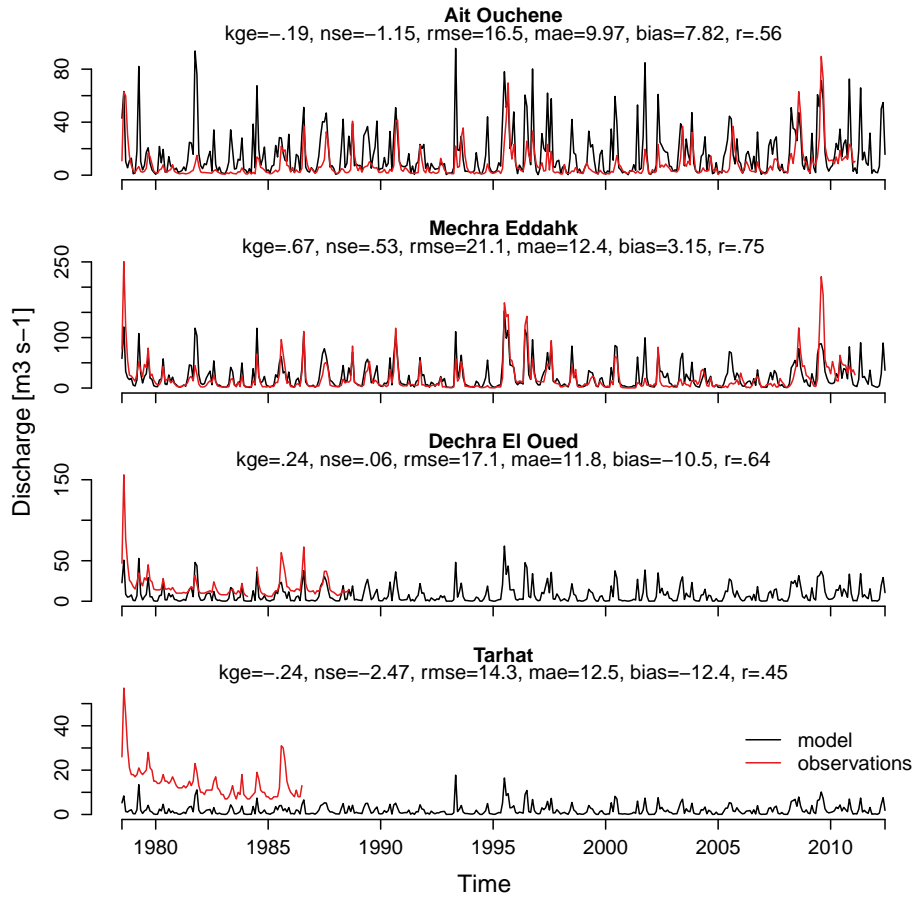 Ait Ouchene
kge=−.19, nse=−1.15, rmse=16.5, mae=9.97, bias=7.82, r=.56
80
40
0
Mechra Eddahk
kge=.67, nse=.53, rmse=21.1, mae=12.4, bias=3.15, r=.75
250
100
0
Discharge [m3 s−1]
Dechra El Oued
kge=.24, nse=.06, rmse=17.1, mae=11.8, bias=−10.5, r=.64
150
50
0
Tarhat
kge=−.24, nse=−2.47, rmse=14.3, mae=12.5, bias=−12.4, r=.45
40
20
0
model
observations
1980 1985 1990 1995 2000 2005 2010
Time